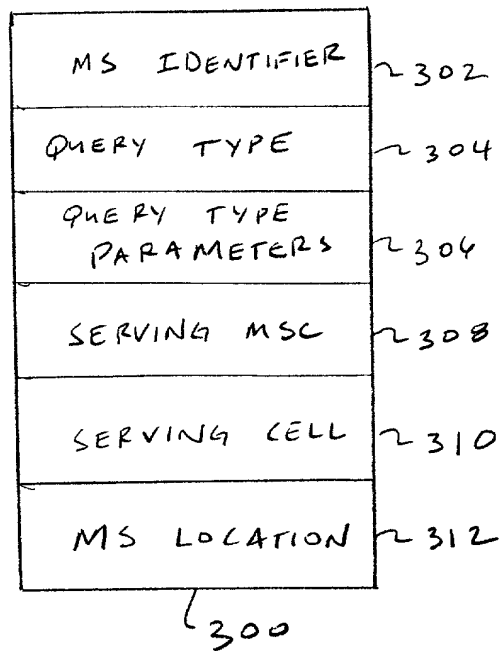 MS IDENTIFIER
302
QUERY TYPE
304
QUERY TYPE
PARAMETERS
306
SERVING MSC
308
SERVING CELL
310
MS LOCATION
312
300